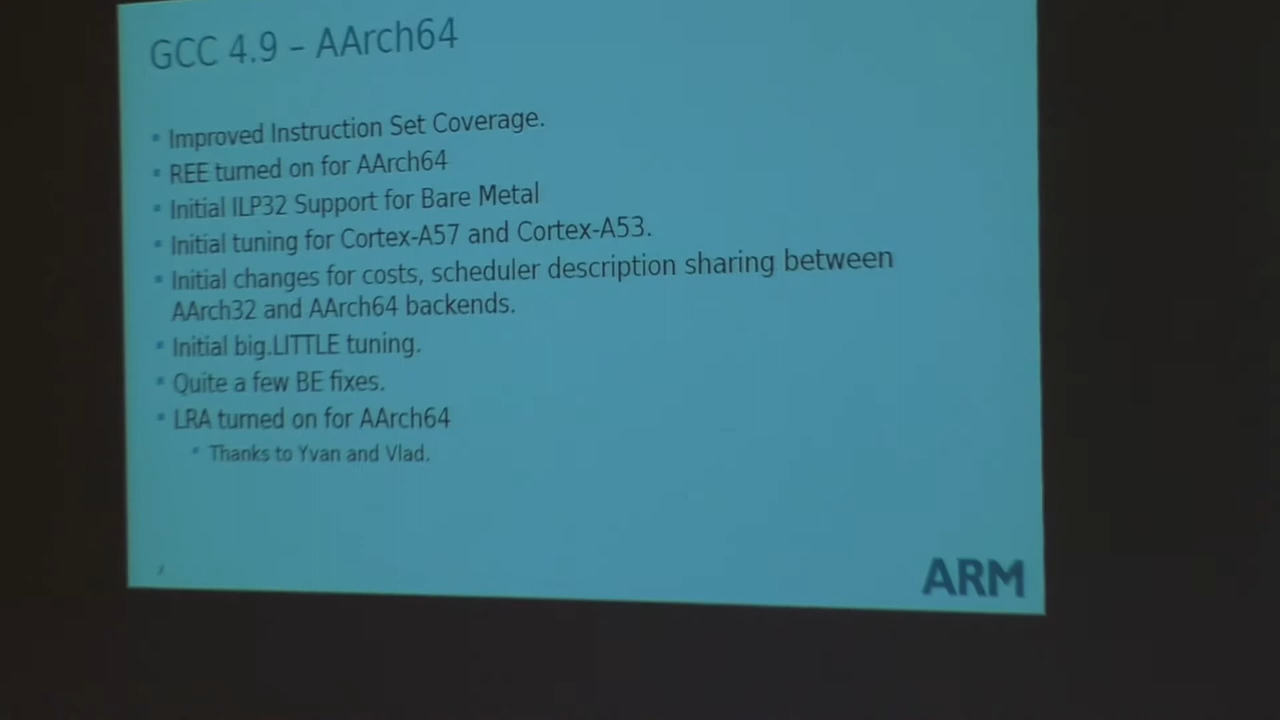 GCC 4.9 – AArch64
Improved Instruction Set Coverage.
REE turned on for AArch64
Initial ILP32 Support for Bare Metal
Initial tuning for Cortex-A57 and Cortex-A53.
Initial changes for costs, scheduler description sharing between
AArch32 and AArch64 backends.
Initial big.LITTLE tuning.
Quite a few BE fixes.
LRA turned on for AArch64
Thanks to Yvan and Vlad.
ARM